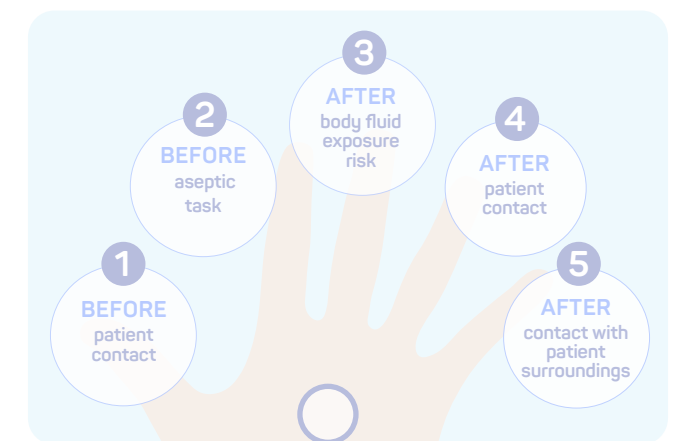 1
BEFORE
patient
contact
2
BEFORE
aseptic
task
3
AFTER
body fluid
exposure
risk
4
AFTER
patient
contact
5
AFTER
contact with
patient
surroundings